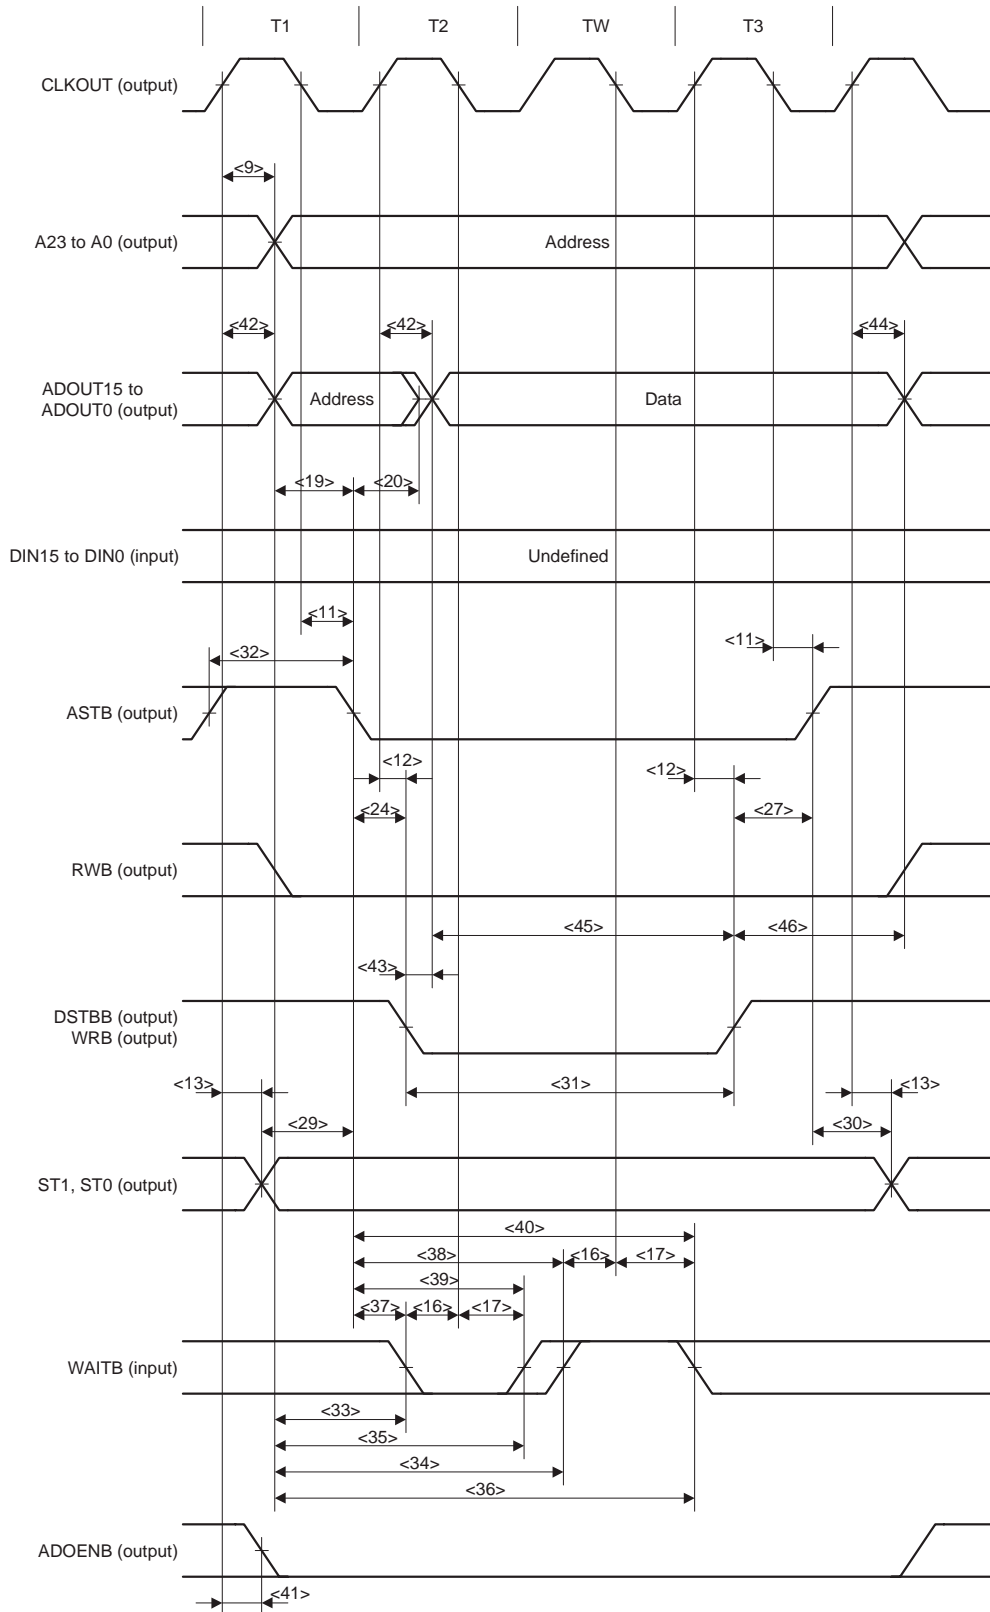 T1 T2 TW T3
CLKOUT (output)
<9>
A23 to A0 (output) Address
<42> <42> <44>
ADOUT15 to
ADOUT0 (output) Address Data
<19> <20>
DIN15 to DIN0 (input) Undefined
<11>
<11>
<32>
ASTB (output)
<12> <12>
<24> <27>
RWB (output)
<45> <46>
<43>
DSTBB (output)
WRB (output)
<13> <31> <13>
<29> <30>
ST1, ST0 (output)
<40>
<38> <16> <17>
<39>
<37> <16> <17>
WAITB (input)
<33>
<35>
<34>
<36>
ADOENB (output)
<41>